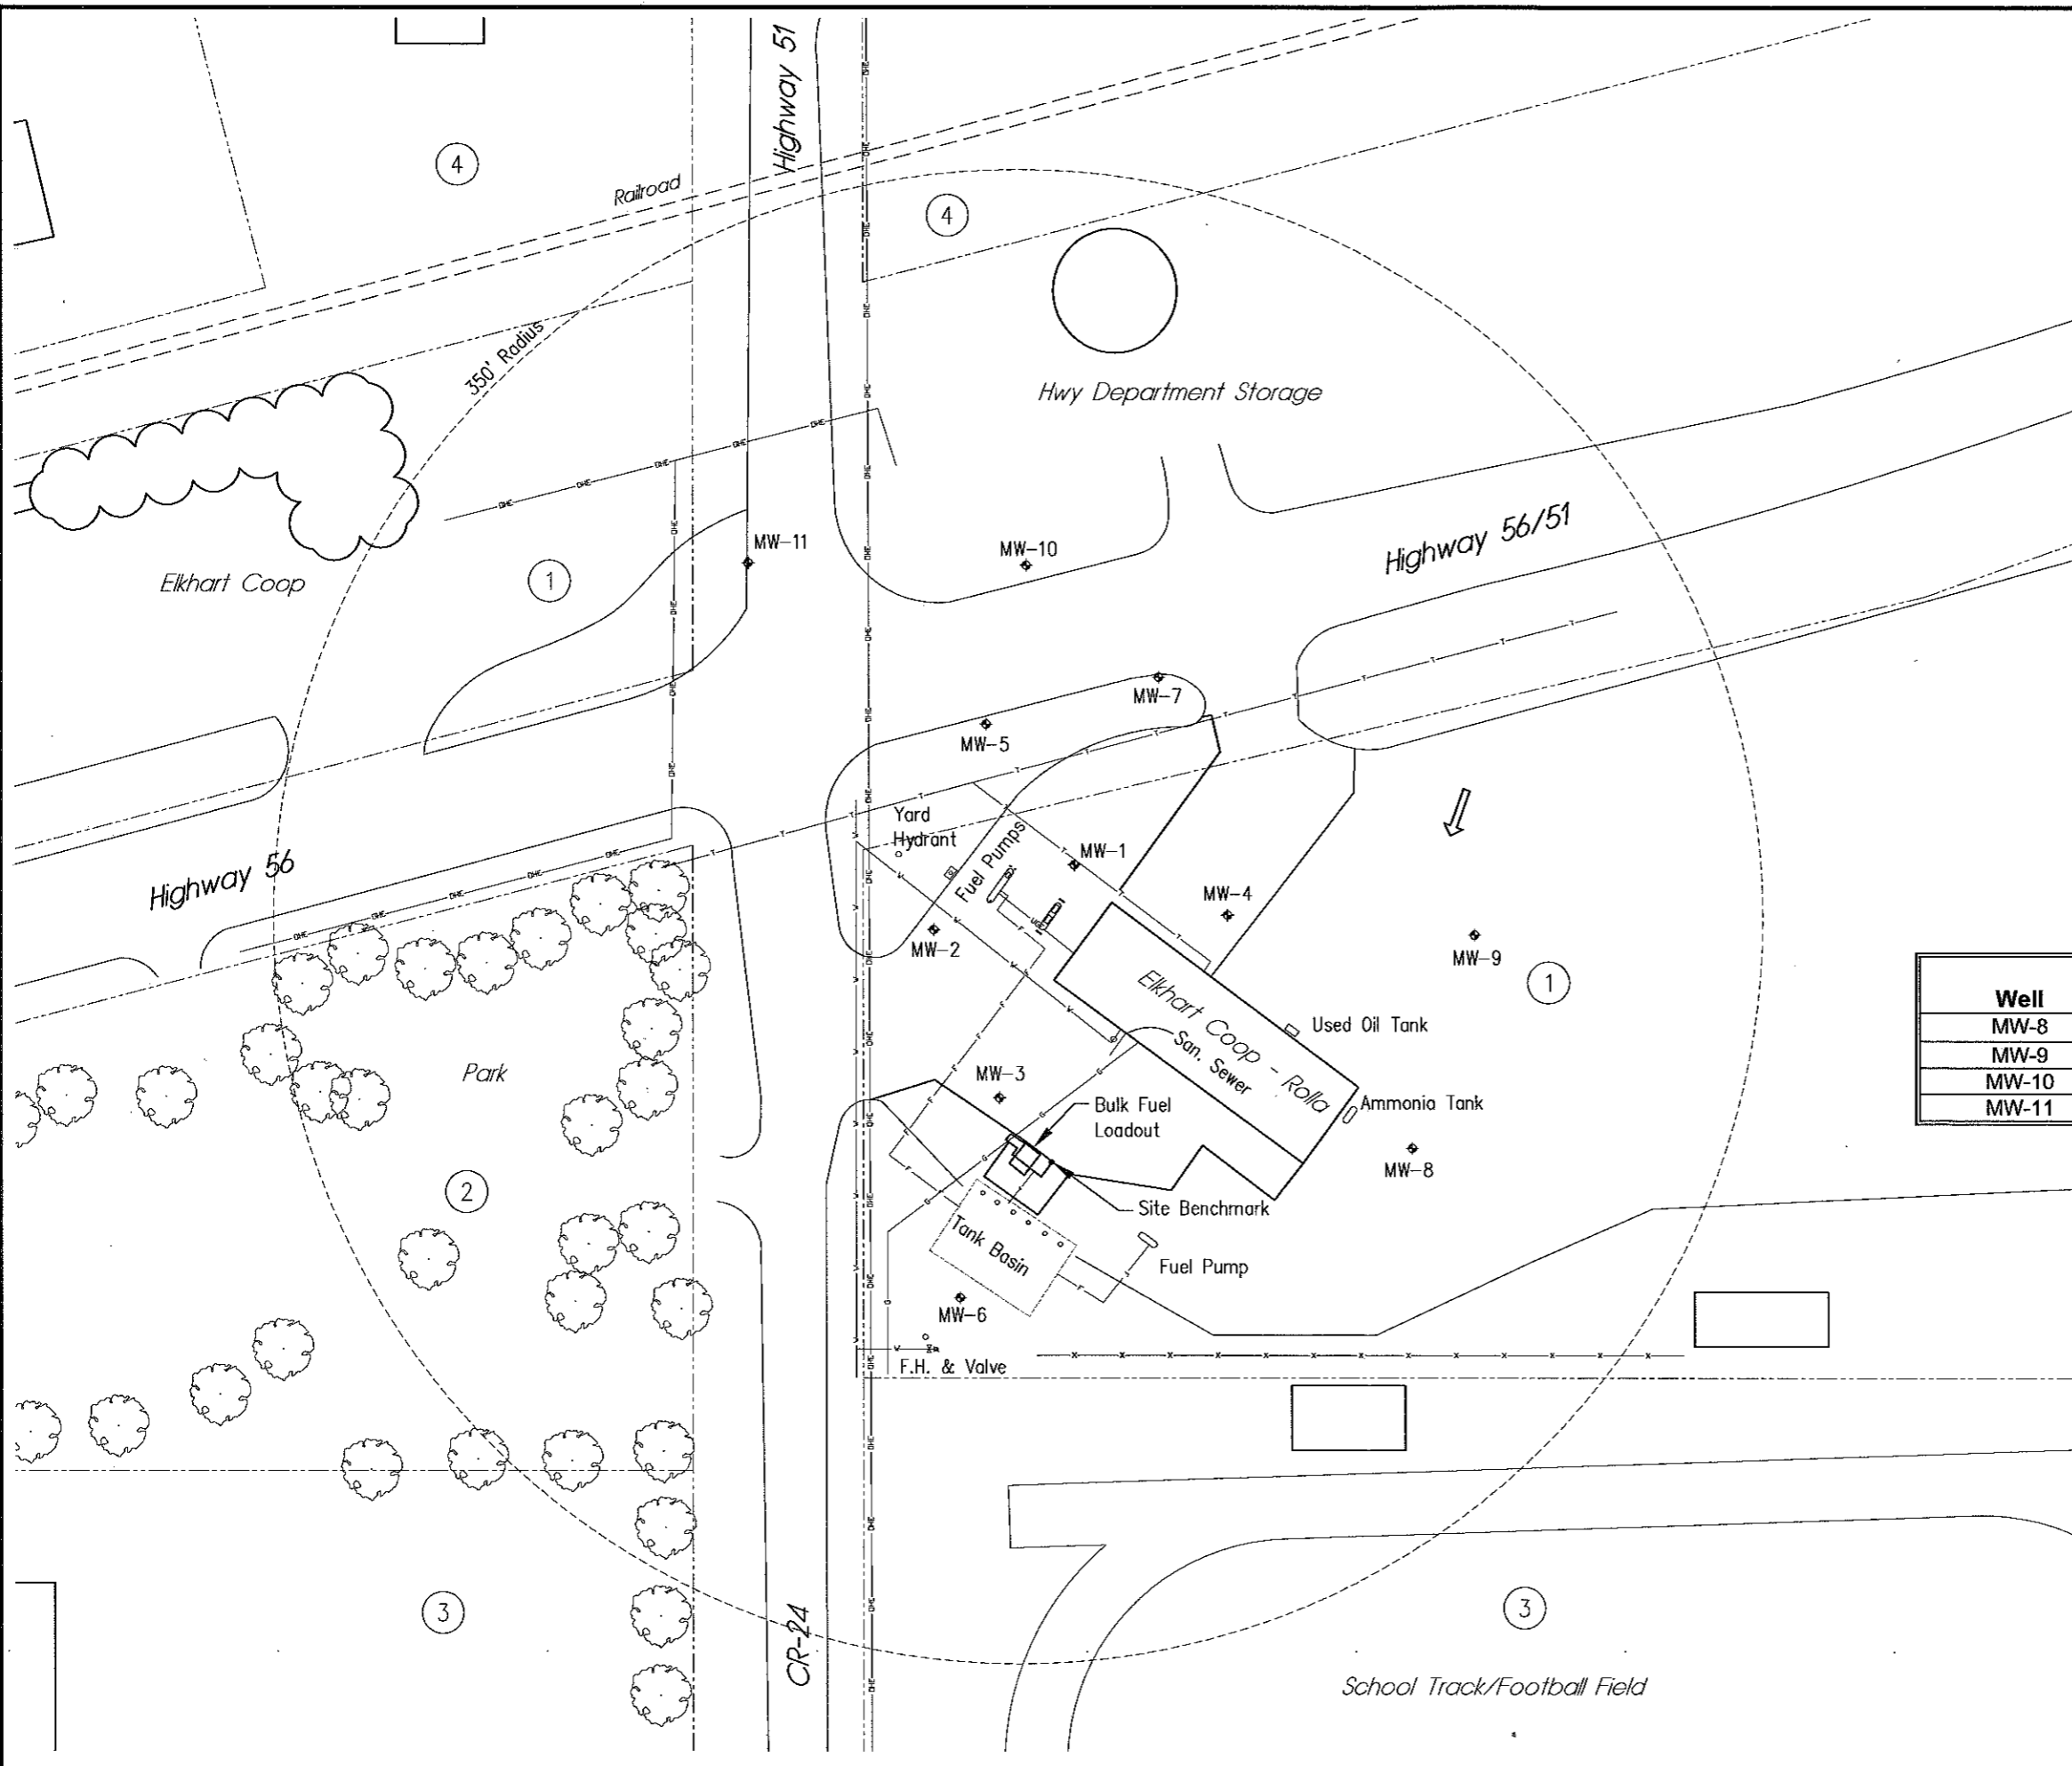 Highway 51
4
Railroad
4
350' Radius
Hwy Department Storage
Highway 56/51
MW-11
MW-10
Elkhart Coop
1
MW-7
MW-5
Yard
Hydrant
Fuel Pumps
MW-1
Highway 56
MW-4
MW-2
MW-9
1
Elkhart Coop - Rolla
San. Sewer
Used Oil Tank
Well
MW-8
MW-9
MW-10
MW-11
Park
MW-3
Bulk Fuel
Loadout
Ammonia Tank
MW-8
2
Site Benchmark
Tank Basin
Fuel Pump
MW-6
F.H. & Valve
3
CR-24
3
School Track/Football Field